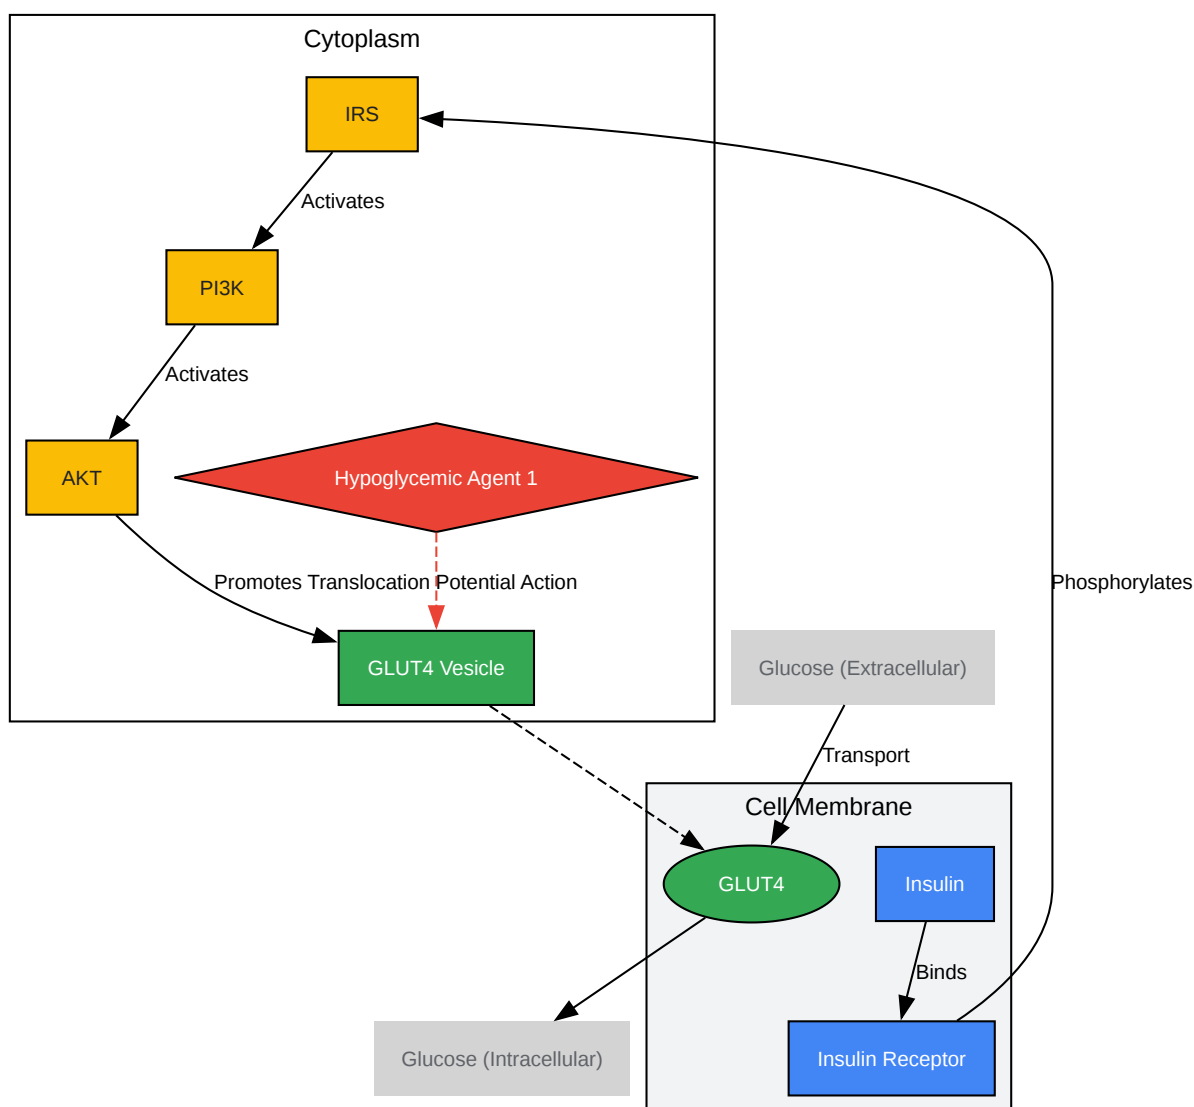 Cytoplasm
IRS
Activates
PI3K
Activates
AKT
Hypoglycemic Agent 1
Promotes Translocation
Potential Action
Phosphorylates
GLUT4 Vesicle
Glucose (Extracellular)
Transport
Cell Membrane
GLUT4
Insulin
Binds
Glucose (Intracellular)
Insulin Receptor